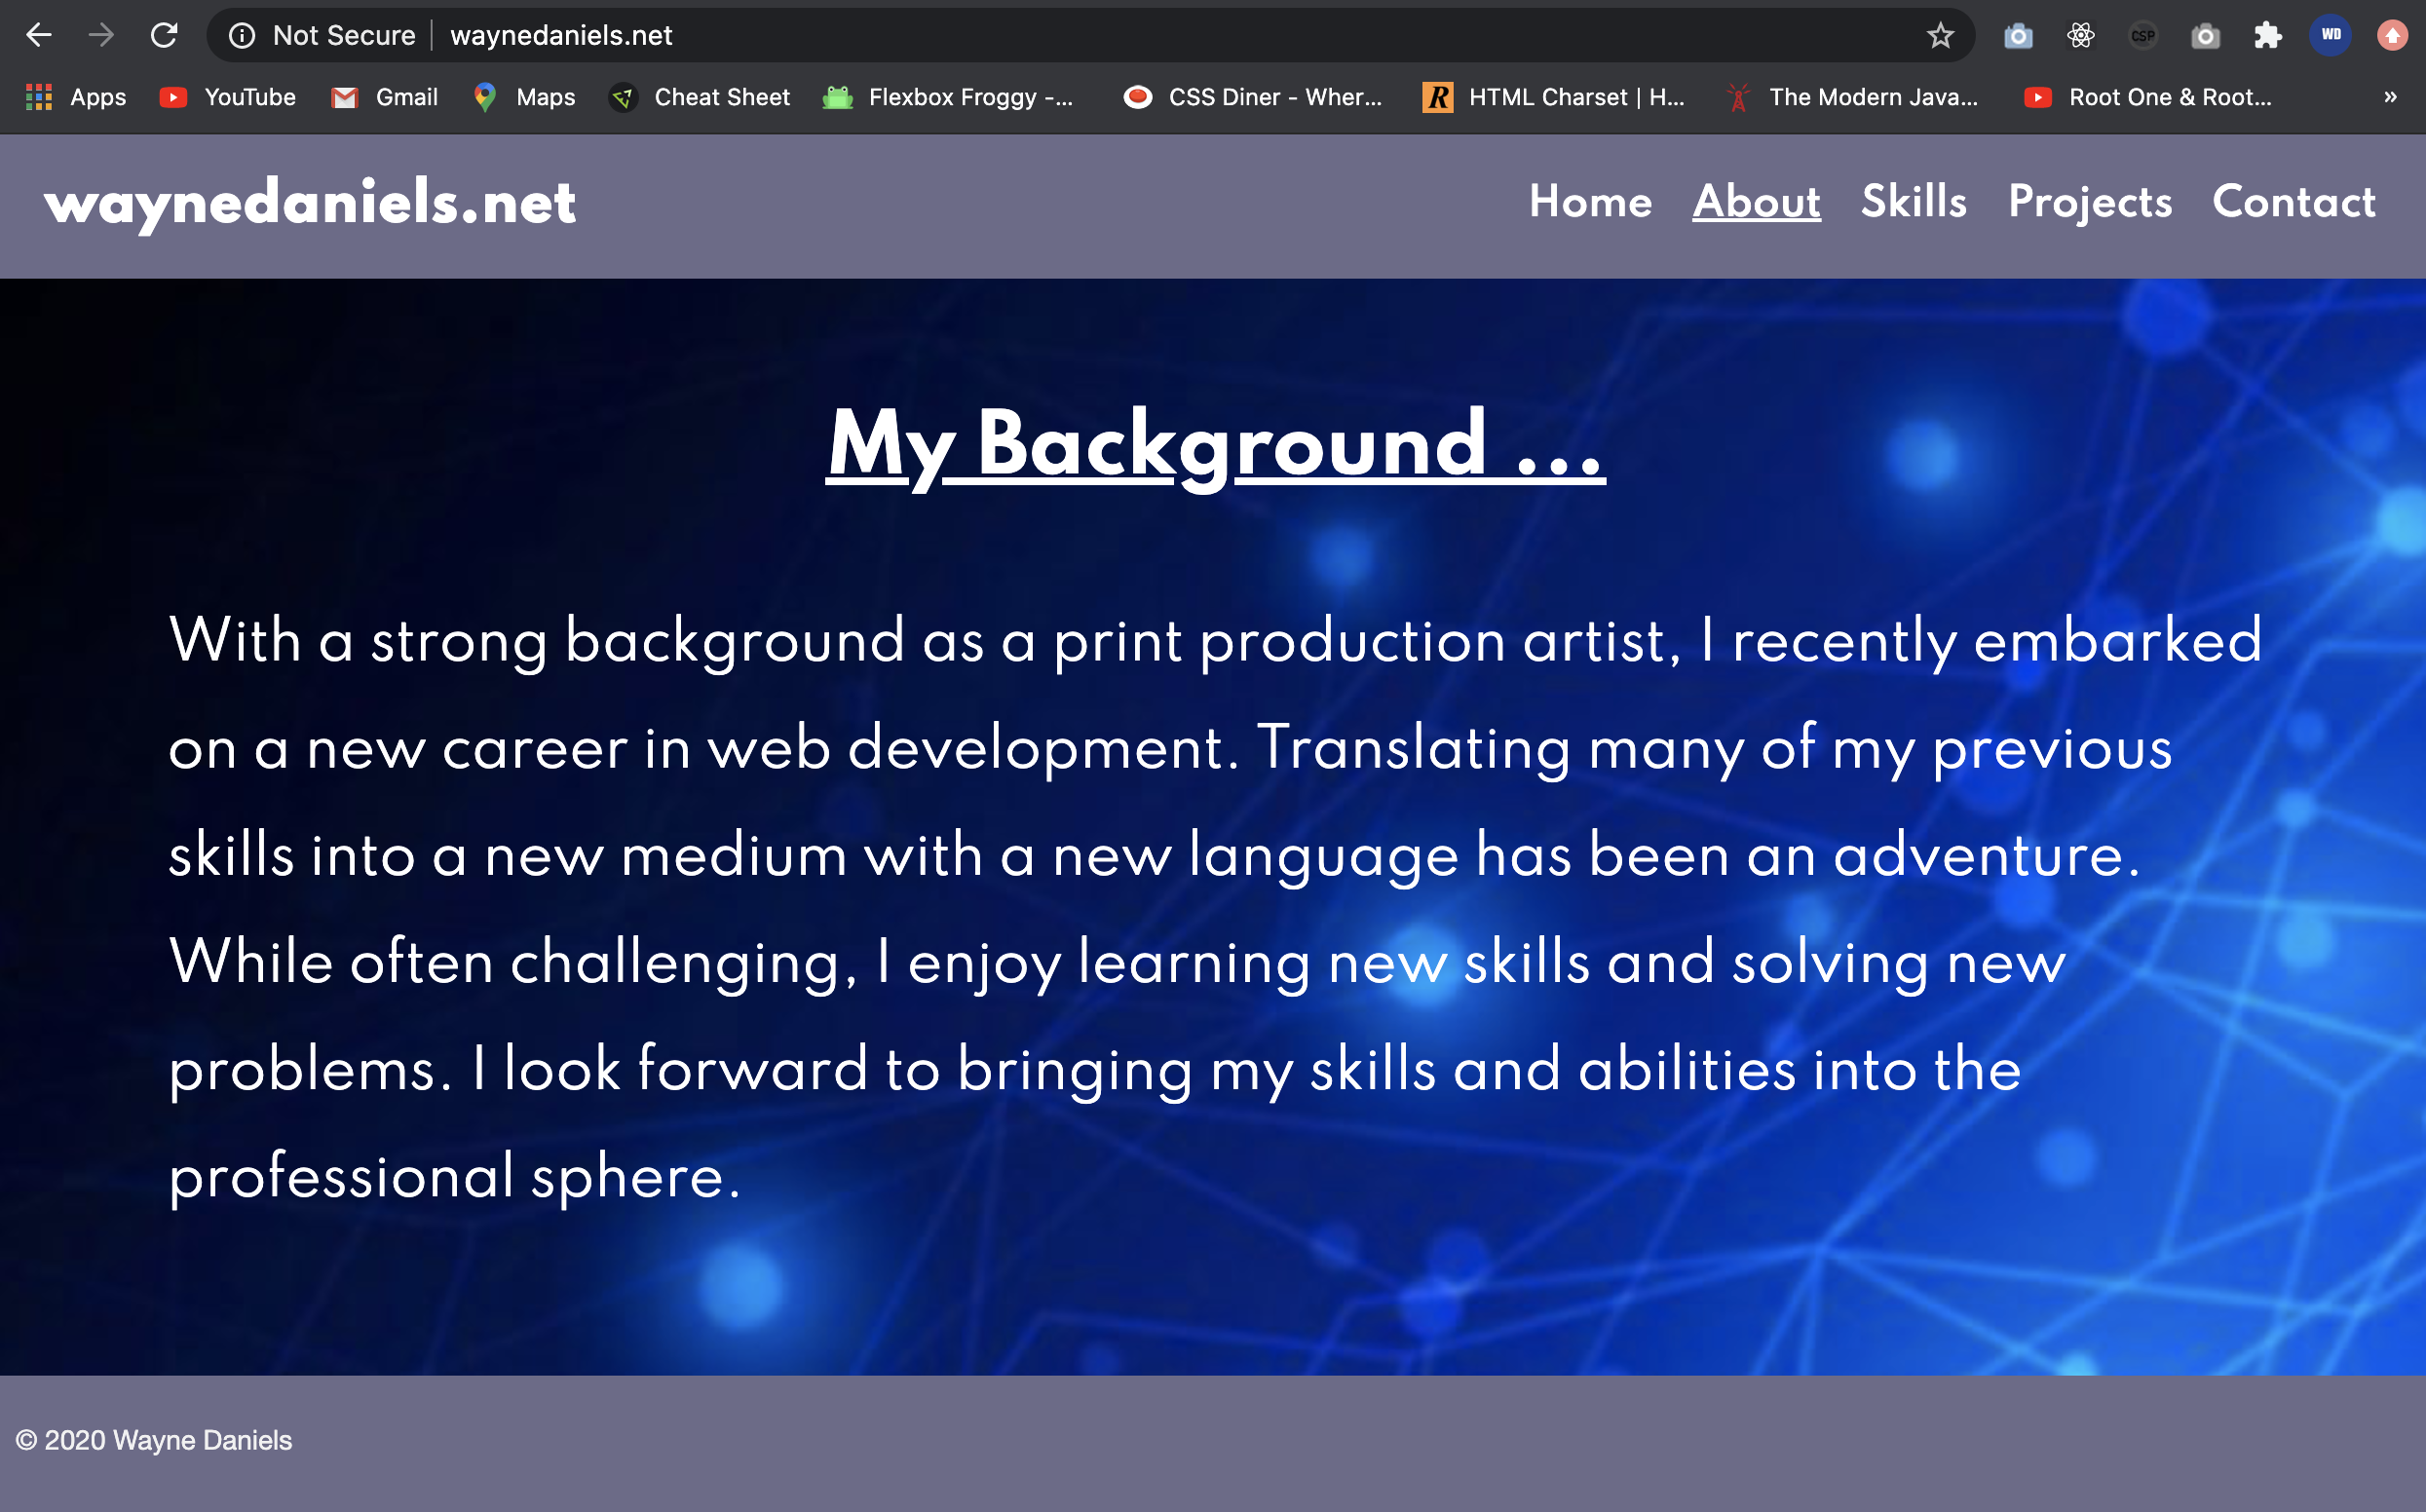 Not Secure waynedaniels.net
WD
CSP
Apps YouTube Gmail Maps Cheat Sheet Flexbox Froggy -... CSS Diner - Wher... R HTML Charset | H... The Modern Java... Root One & Root... »
waynedaniels.net Home About Skills Projects Contact
My Background ...
With a strong background as a print production artist, I recently embarked
on a new career in web development. Translating many of my previous
skills into a new medium with a new language has been an adventure.
While often challenging, I enjoy learning new skills and solving new
problems. I look forward to bringing my skills and abilities into the
professional sphere.
© 2020 Wayne Daniels